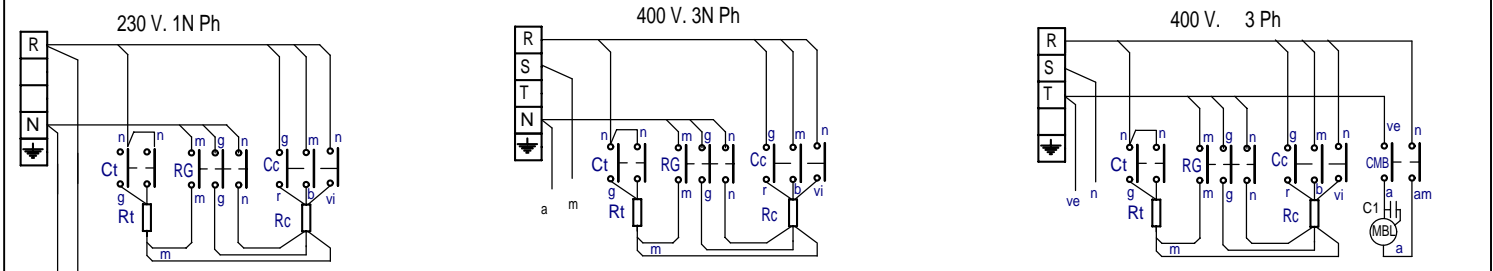 230 V. 1N Ph
R
N
n n m g n g m n
Ct RG Cc
g m g n r b vi
Rt Rc
m
400 V. 3N Ph
R
S
T
N
n n m g n g m n
Ct RG Cc
g m g n r b vi
a m Rt Rc
m
400 V. 3 Ph
R
S
T
n n m g n g m n ve n
Ct RG Cc CMB
g m g n r b vi a am
ve n Rt Rc C1
MBL
m a